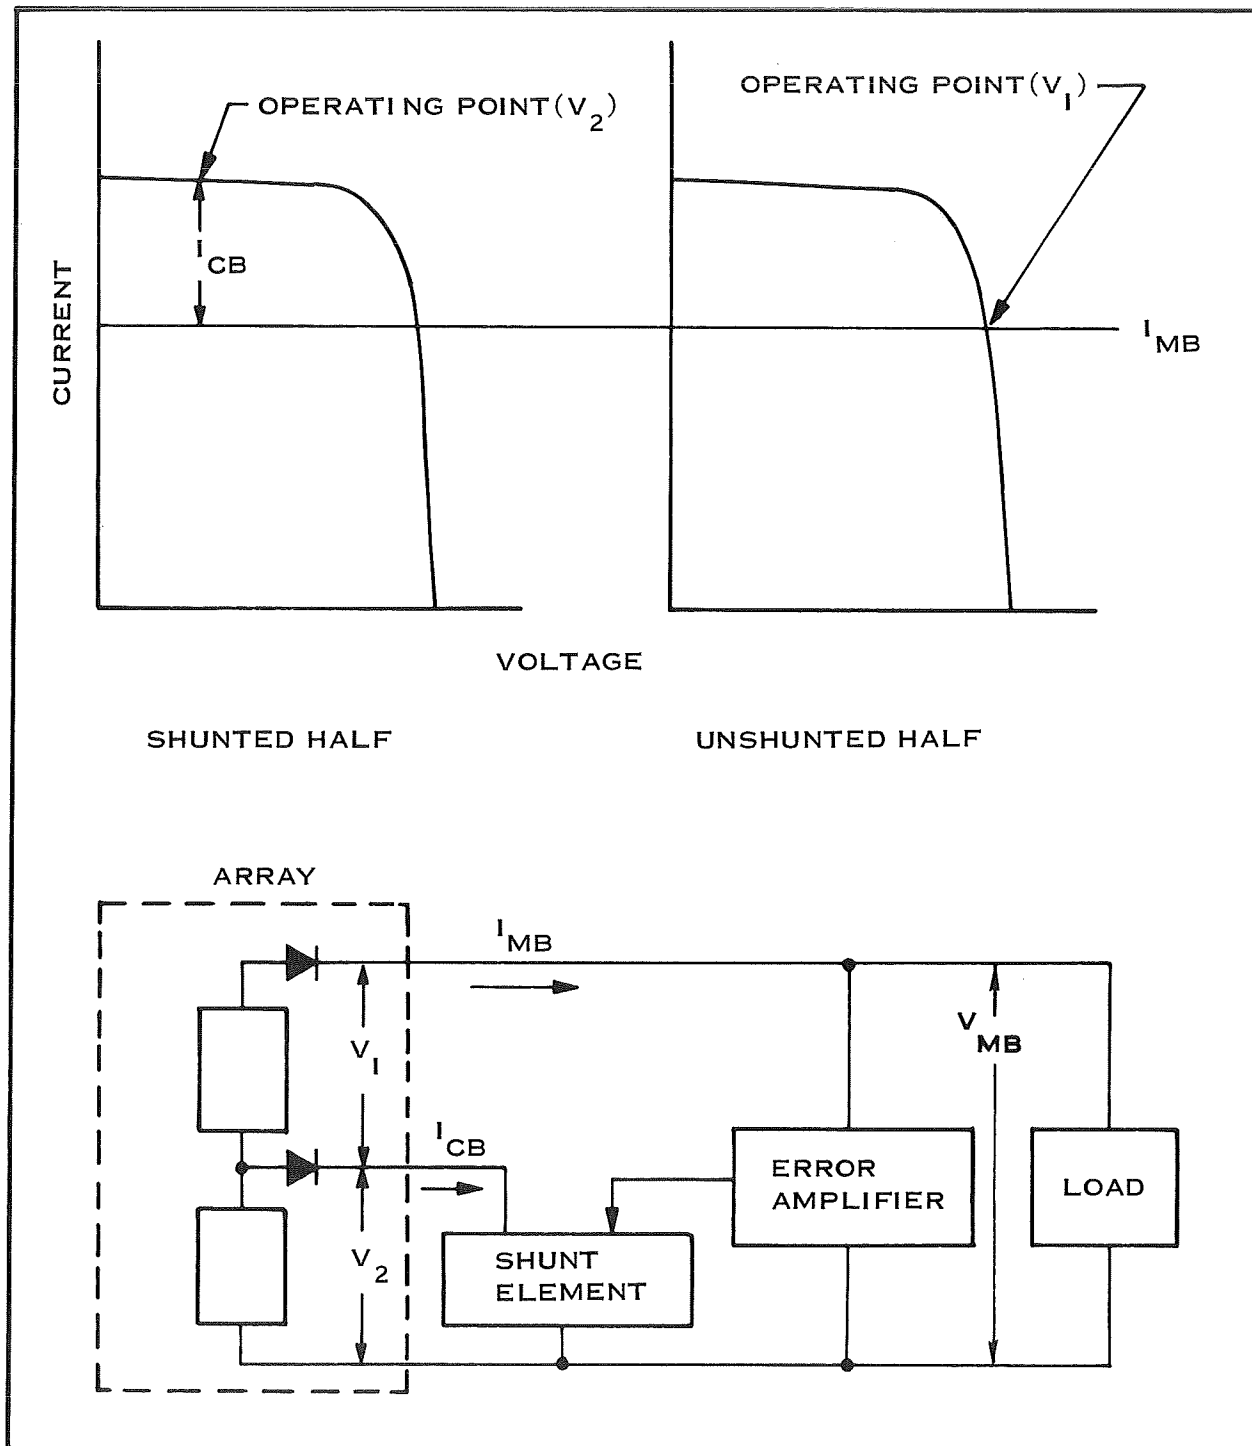 OPERATING POINT(V2)
OPERATING POINT(V1)
ICB
CURRENT
IMB
VOLTAGE
SHUNTED HALF
UNSHUNTED HALF
ARRAY
IMB
V1
VMB
ICB
ERROR
AMPLIFIER
LOAD
V2
SHUNT
ELEMENT